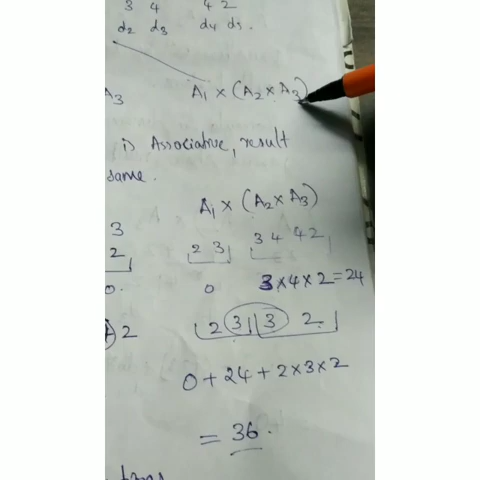 3 4 4 2
d2 d3 d4 d3.
A3 A1 × (A2 × A3)
is Associative, result
same.
A1 × (A2 × A3)
3
2 2 3 3 4 4 2
0. 0 3×4×2=24
2 2 3 3 2
0 + 24 + 2×3×2
= 36.